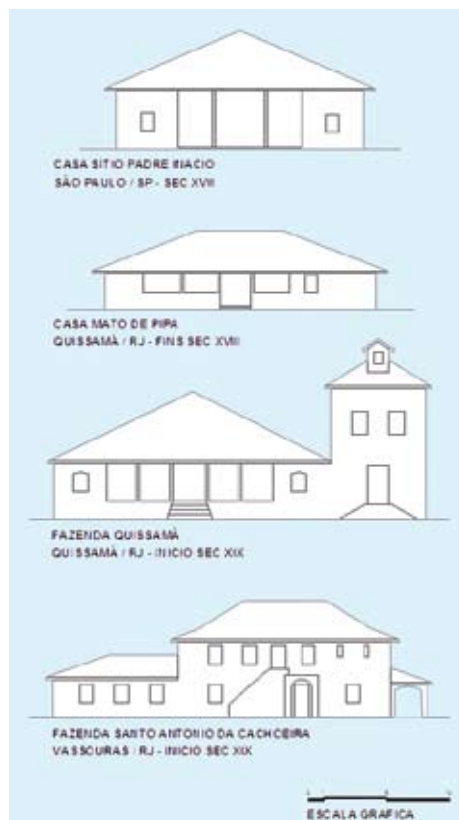 CASA SITIO PADRE INACIO
SÃO PAULO / SP - SEC XVII
CASA MATO DE PIPA
QUISSAMÃ / RJ - FINS SEC XVIII
FAZENDA QUISSAMÃ
QUISSAMÃ / RJ - INICIO SEC XIX
FAZENDA SANTO ANTONIO DA CACHOEIRA
VASSOURAS / RJ - INICIO SEC XIX
ESCALA GRAFICA